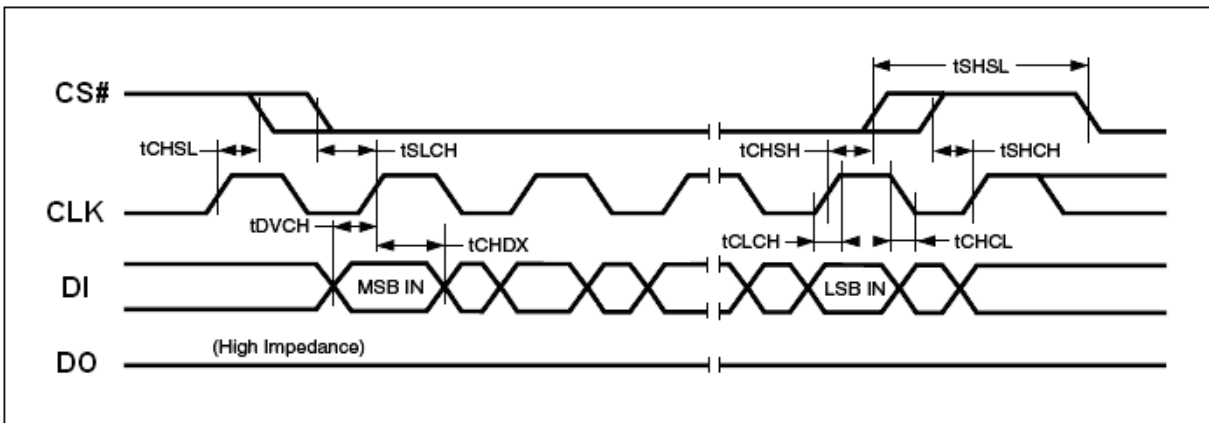 tSHSL
CS#
tCHSL
tSLCH
tCHSH
tSHCH
CLK
tDVCH
tCHDX
tCLCH
tCHCL
DI
MSB IN
LSB IN
(High Impedance)
DO